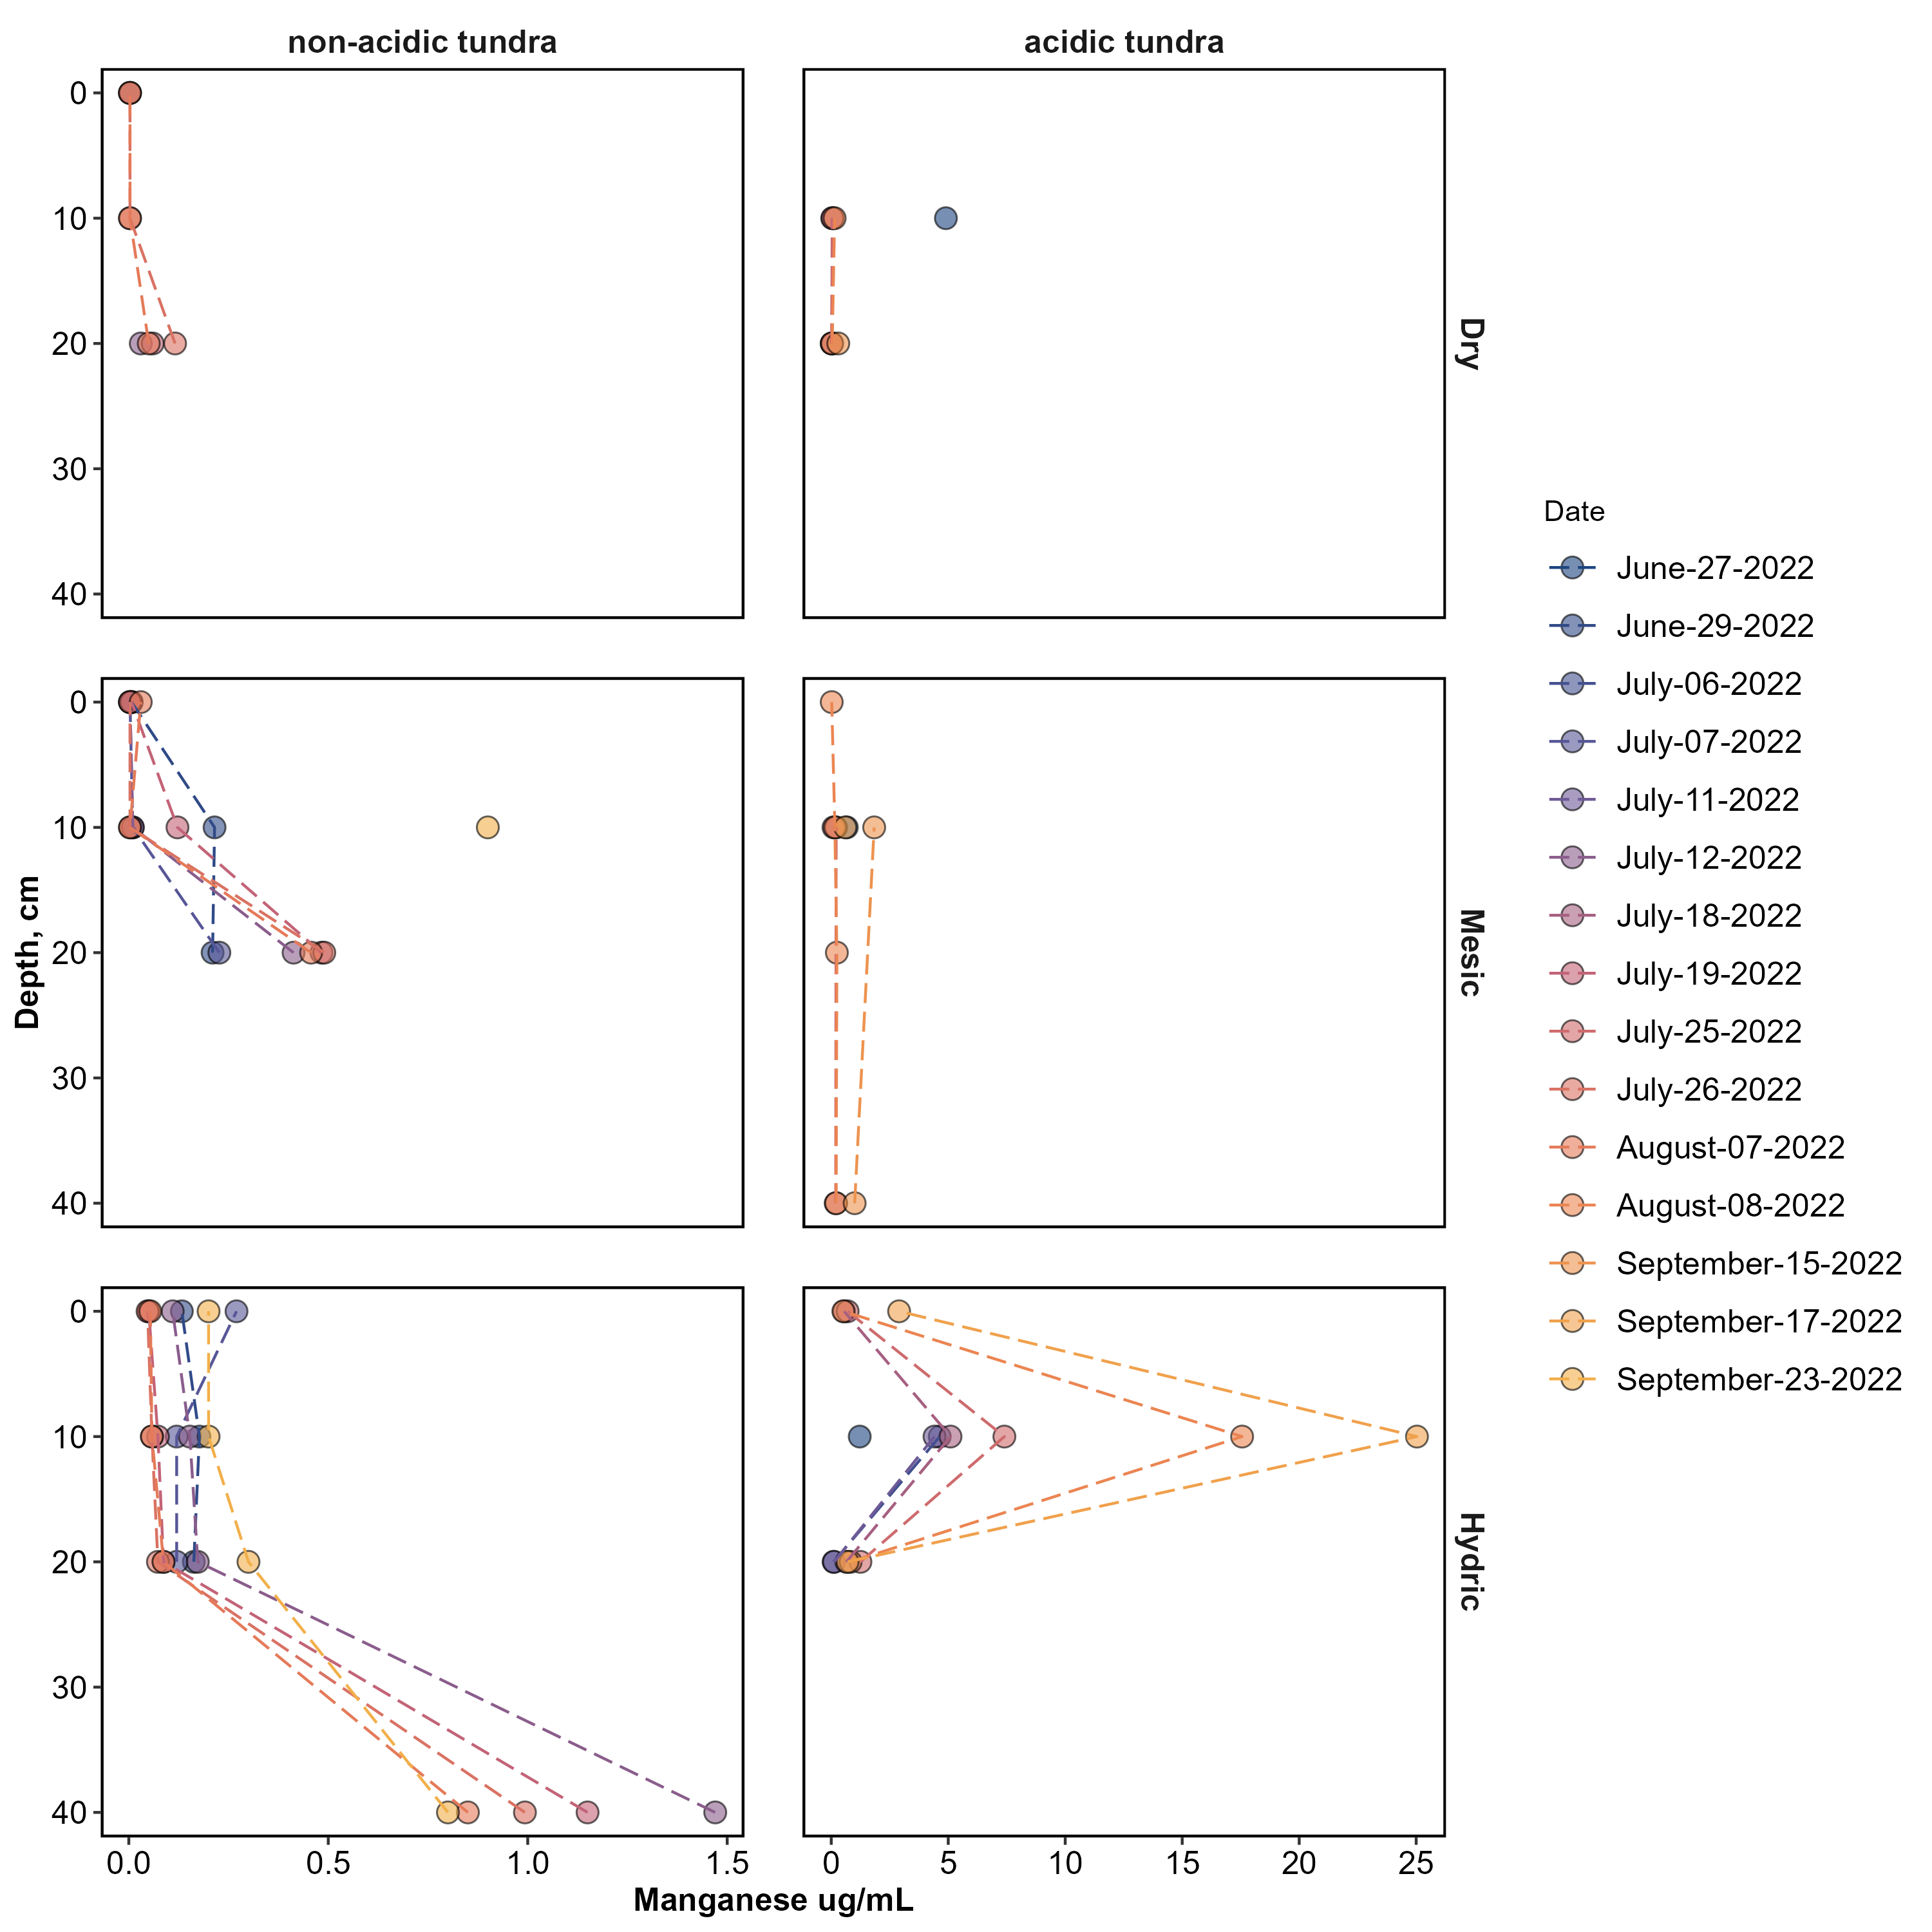 non-acidic tundra
acidic tundra
0
10
20
30
40
Dry
0
10
20
30
40
Mesic
Depth, cm
0
10
20
30
40
Hydric
0.0
0.5
1.0
1.5
0
5
10
15
20
25
Manganese ug/mL
Date
June-27-2022
June-29-2022
July-06-2022
July-07-2022
July-11-2022
July-12-2022
July-18-2022
July-19-2022
July-25-2022
July-26-2022
August-07-2022
August-08-2022
September-15-2022
September-17-2022
September-23-2022